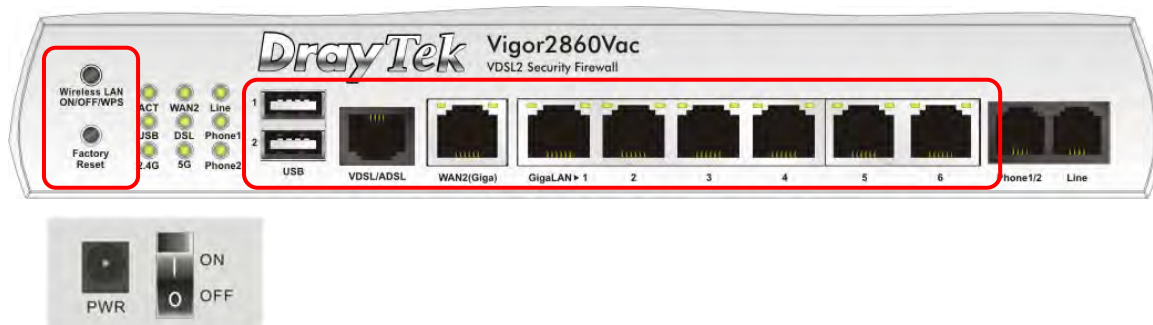 DrayTek
Vigor2860Vac
VDSL2 Security Firewall
Wireless LAN
ON/OFF/WPS
Factory
Reset
ACT WAN2 Line
USB DSL Phone1
2.4G 5G Phone2
1
2
USB
VDSL/ADSL
WAN2(Giga)
GigaLAN ▶ 1 2 3 4 5 6
Phone1/2
Line
PWR
ON
OFF
I
0